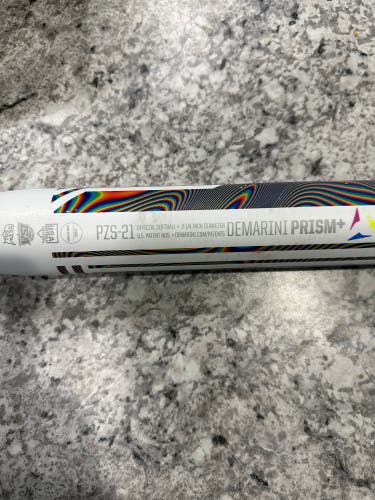 PZS-21
OFFICIAL SOFTBALL • 2 1/4 INCH DIAMETER
U.S. PATENT NOS. • DEMARINI.COM/PATENTS
DEMARINI PRISM+